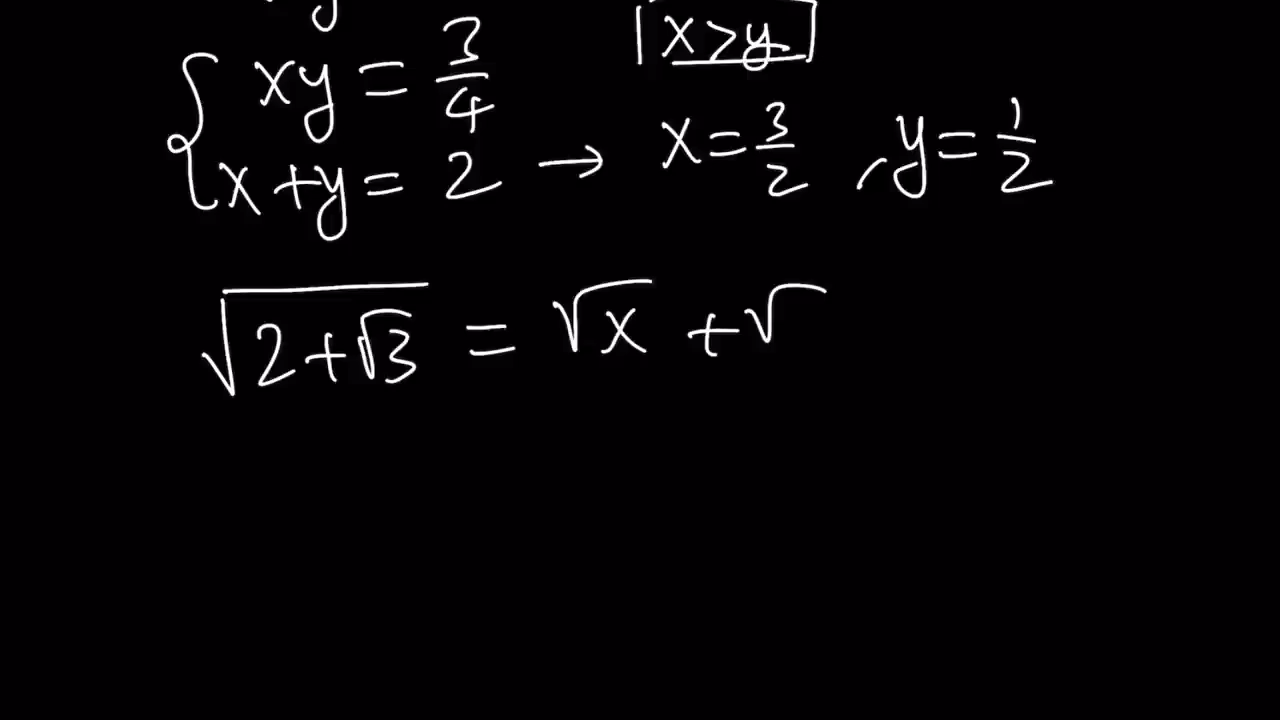 y
x>y
xy = 3/4
x+y = 2 → x = 3/2 , y = 1/2
√(2+√3) = √x + √